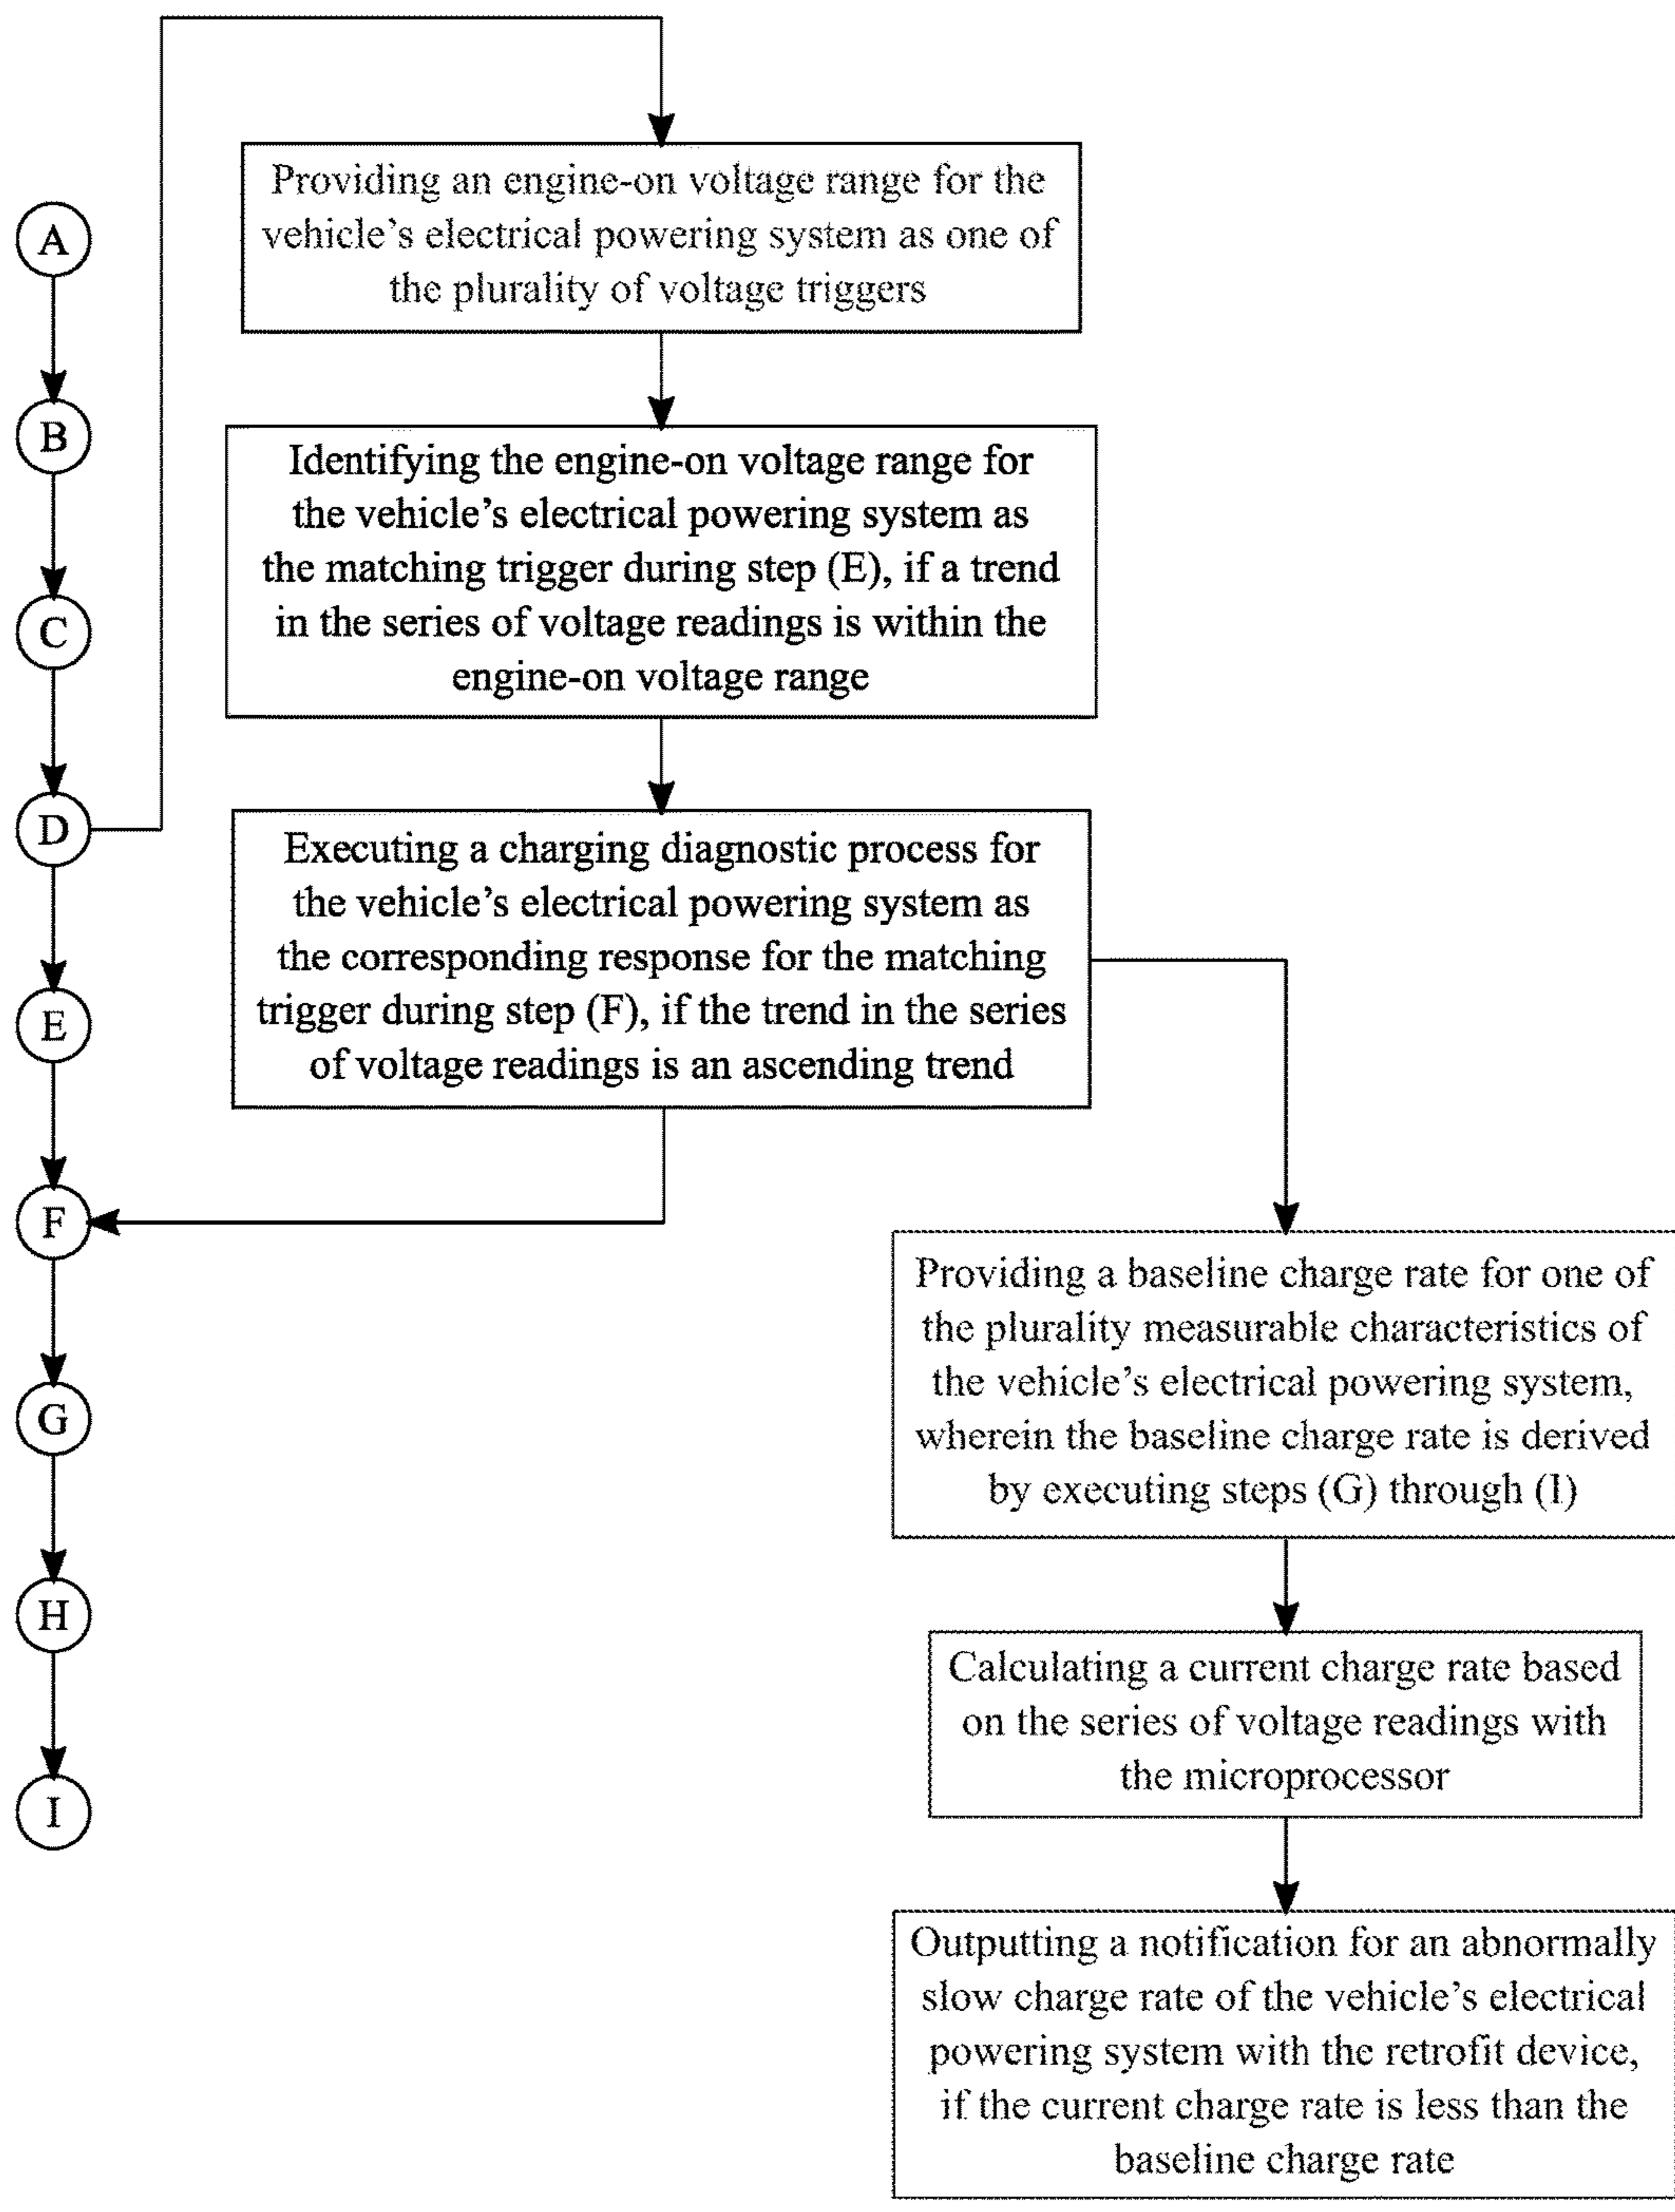 A
B
C
D
E
F
G
H
I
Providing an engine-on voltage range for the
vehicle’s electrical powering system as one of
the plurality of voltage triggers
Identifying the engine-on voltage range for
the vehicle’s electrical powering system as
the matching trigger during step (E), if a trend
in the series of voltage readings is within the
engine-on voltage range
Executing a charging diagnostic process for
the vehicle’s electrical powering system as
the corresponding response for the matching
trigger during step (F), if the trend in the series
of voltage readings is an ascending trend
Providing a baseline charge rate for one of
the plurality measurable characteristics of
the vehicle’s electrical powering system,
wherein the baseline charge rate is derived
by executing steps (G) through (I)
Calculating a current charge rate based
on the series of voltage readings with
the microprocessor
Outputting a notification for an abnormally
slow charge rate of the vehicle’s electrical
powering system with the retrofit device,
if the current charge rate is less than the
baseline charge rate